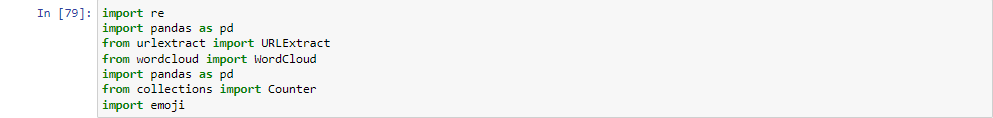 In [79]: import re
import pandas as pd
from urlextract import URLExtract
from wordcloud import WordCloud
import pandas as pd
from collections import Counter
import emoji